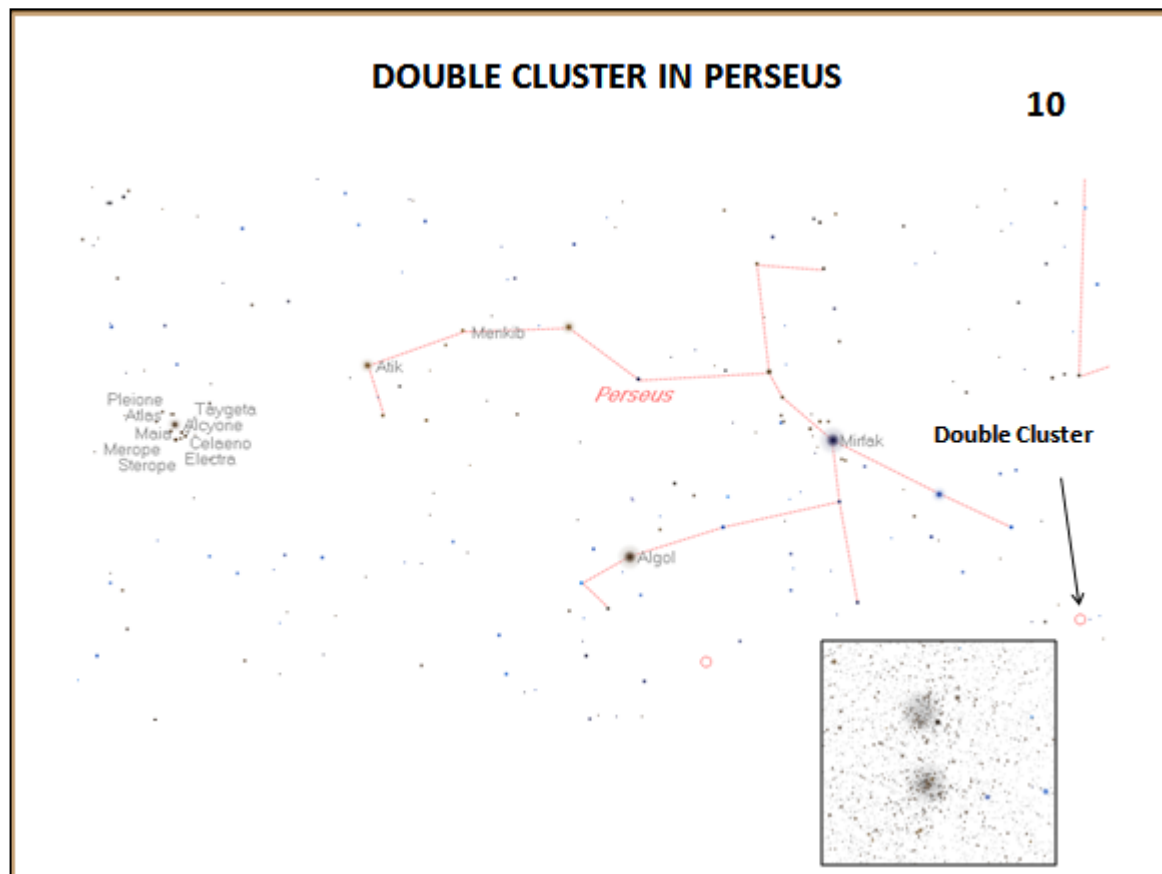 DOUBLE CLUSTER IN PERSEUS
10
Menkib
Atik
Perseus
Pleione
Taygeta
Atlas
Alcyone
Maia
Celaeno
Merope
Electra
Sterope
Mirfak
Double Cluster
Algol